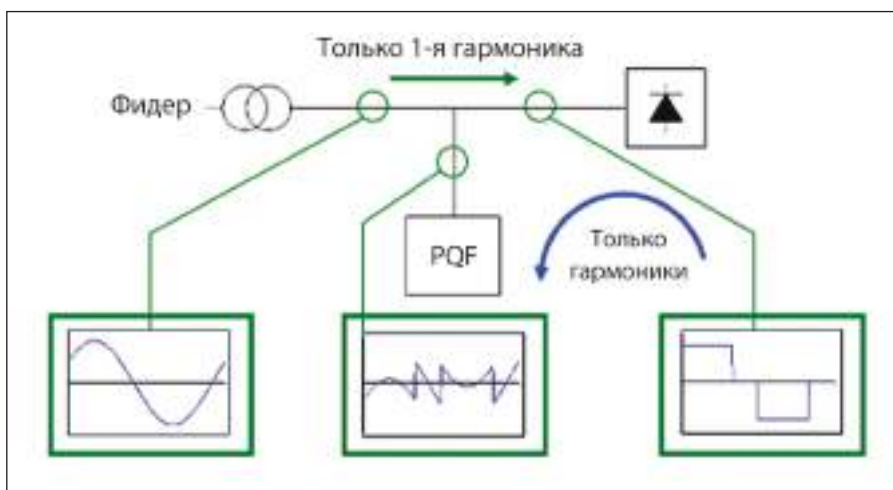 Только 1-я гармоника
Фидер
PQF
Только
гармоники